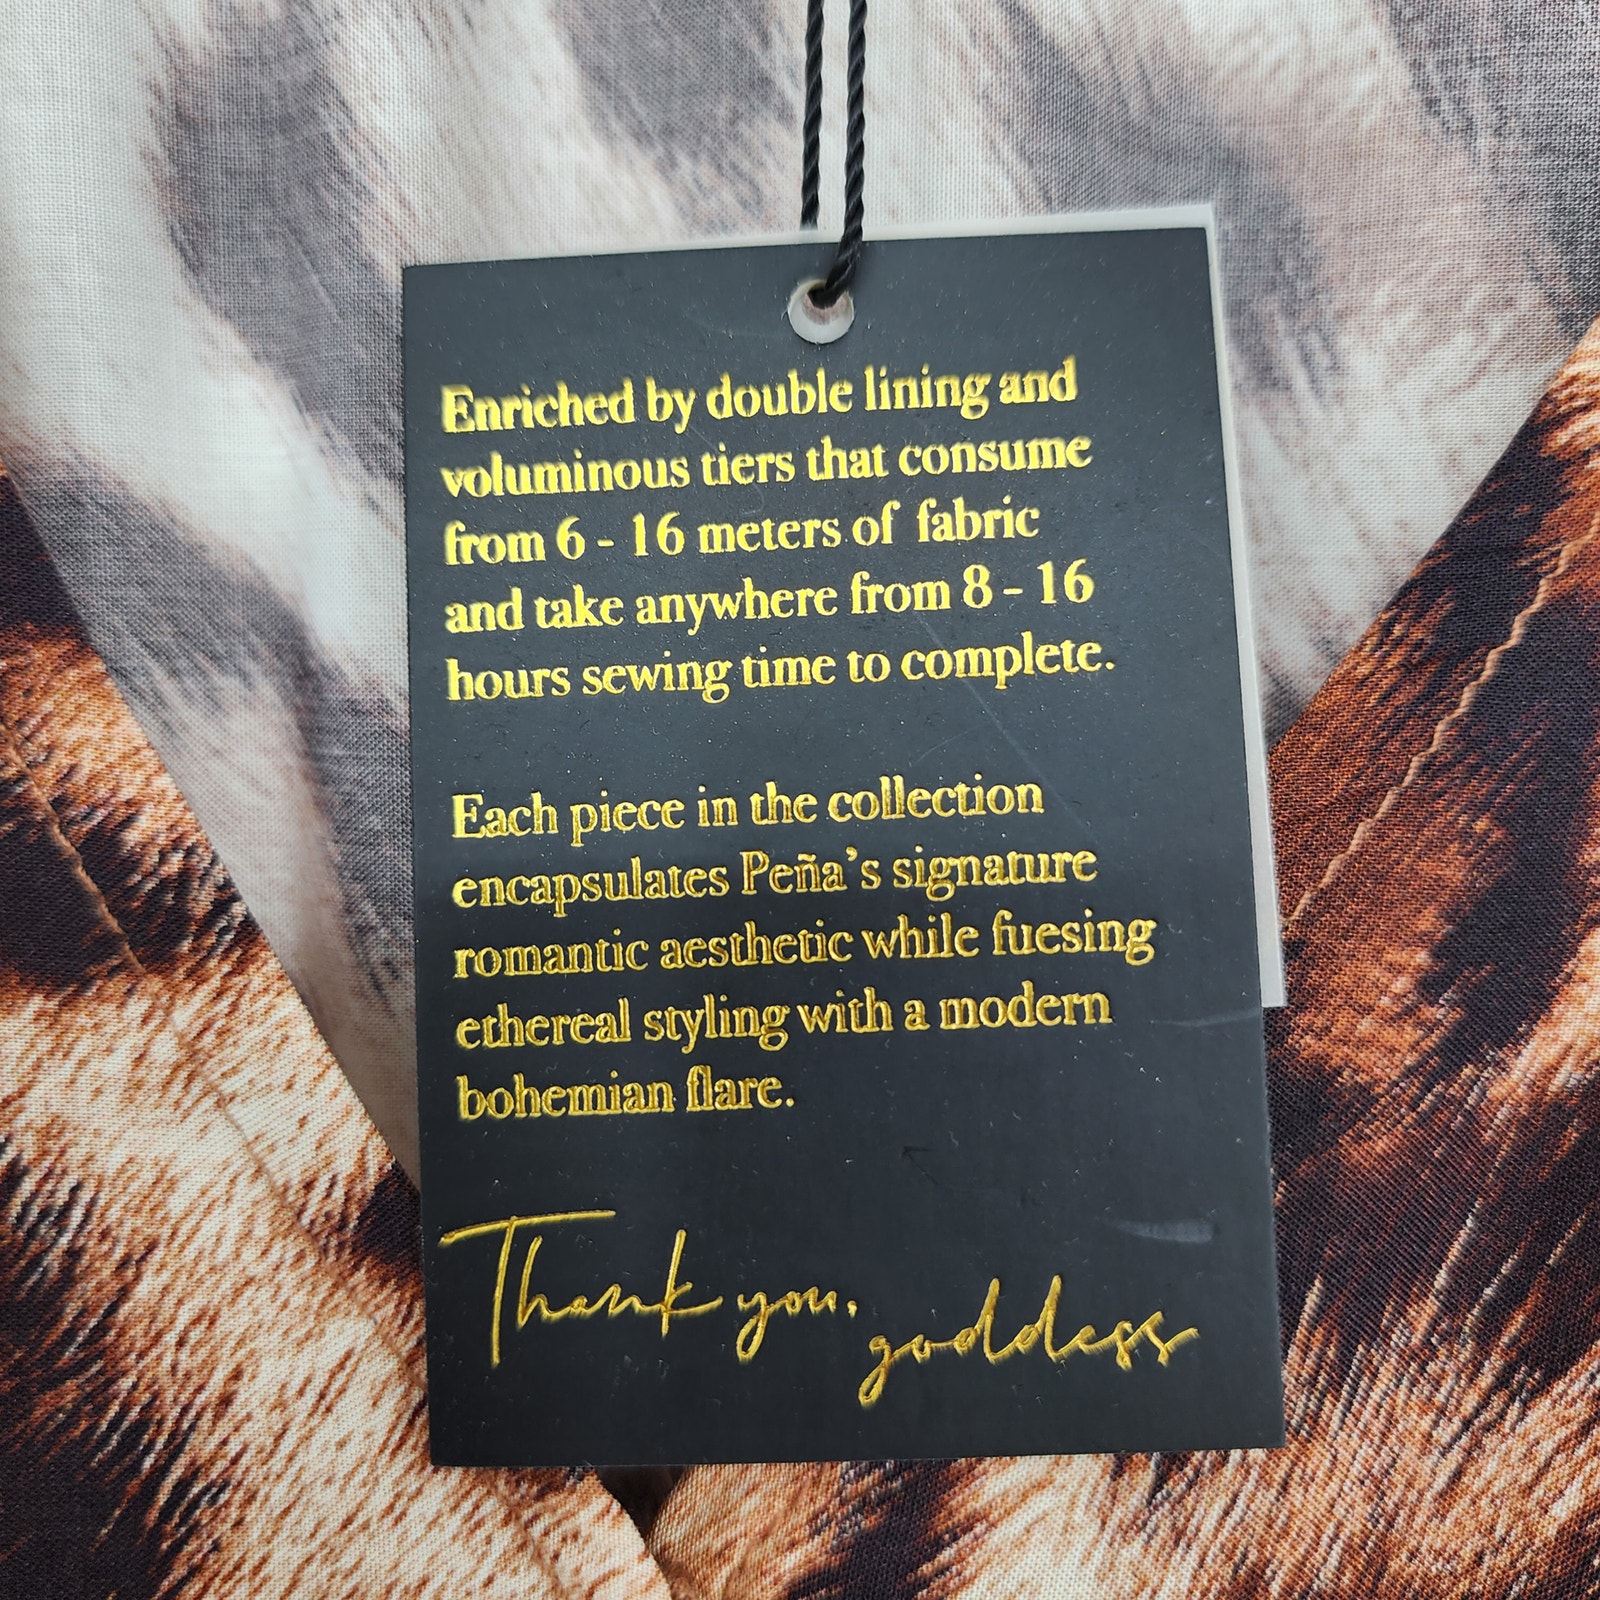 Enriched by double lining and
voluminous tiers that consume
from 6 - 16 meters of fabric
and take anywhere from 8 - 16
hours sewing time to complete.
Each piece in the collection
encapsulates Peña's signature
romantic aesthetic while fuesing
ethereal styling with a modern
bohemian flare.
Thank you, goddess